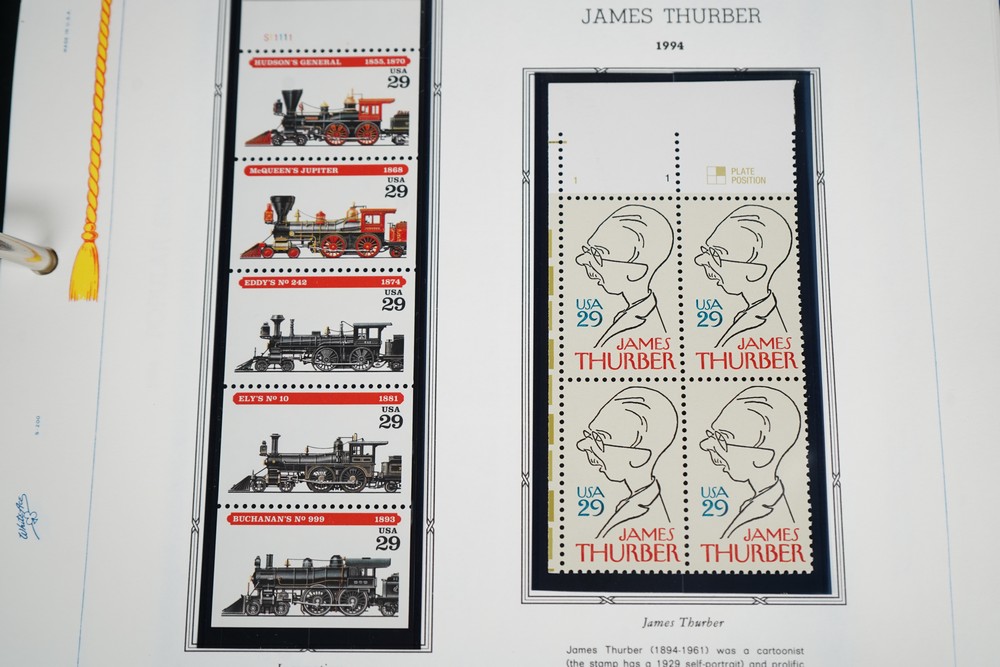 JAMES THURBER
1994
HUDSON'S GENERAL 1855,1870
USA
29
McQUEEN'S JUPITER 1868
USA
29
EDDY'S Nº 242 1874
USA
29
ELY'S Nº 10 1881
USA
29
BUCHANAN'S Nº 999 1893
USA
29
1 1
PLATE
POSITION
USA
29
JAMES
THURBER
USA
29
JAMES
THURBER
USA
29
JAMES
THURBER
USA
29
JAMES
THURBER
James Thurber
James Thurber (1894-1961) was a cartoonist
(the stamp has a 1929 self-portrait) and prolific